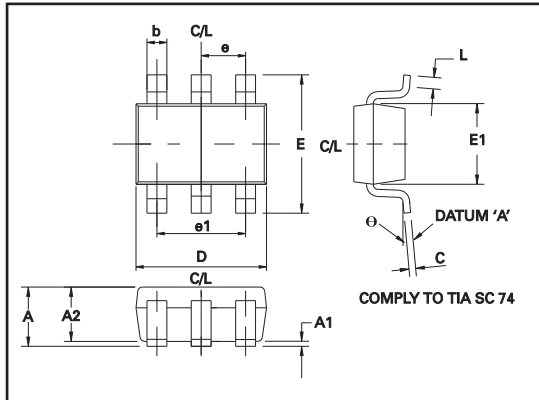 b
C/L
e
L
E
C/L
E1
Θ
DATUM 'A'
e1
D
C
C/L
COMPLY TO TIA SC 74
A
A2
A1